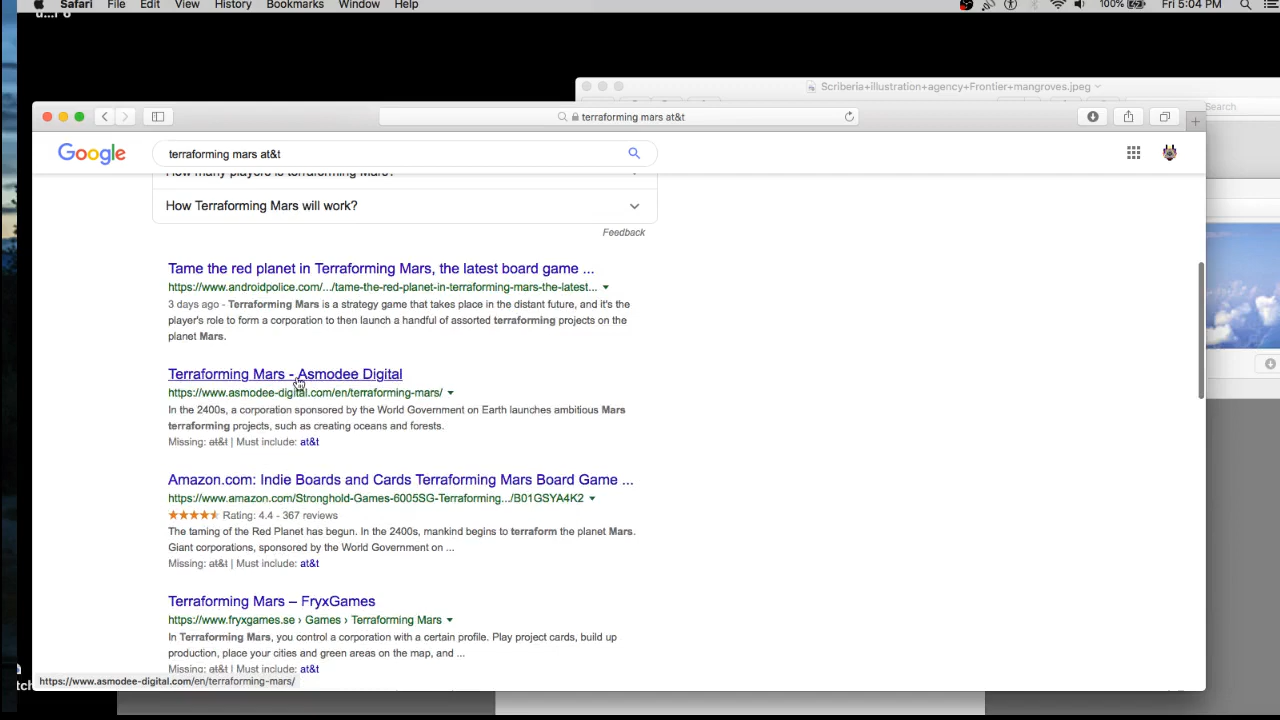 Safari File Edit View History Bookmarks Window Help 100% Fri 5:04 PM
Scriberia+illustration+agency+Frontier+mangroves.jpeg
Search
terraforming mars at&t
Google terraforming mars at&t
How many players is terraforming Mars?
How Terraforming Mars will work?
Feedback
Tame the red planet in Terraforming Mars, the latest board game ...
https://www.androidpolice.com/.../tame-the-red-planet-in-terraforming-mars-the-latest...
3 days ago - Terraforming Mars is a strategy game that takes place in the distant future, and it's the
player's role to form a corporation to then launch a handful of assorted terraforming projects on the
planet Mars.
Terraforming Mars - Asmodee Digital
https://www.asmodee-digital.com/en/terraforming-mars/
In the 2400s, a corporation sponsored by the World Government on Earth launches ambitious Mars
terraforming projects, such as creating oceans and forests.
Missing: at&t | Must include: at&t
Amazon.com: Indie Boards and Cards Terraforming Mars Board Game ...
https://www.amazon.com/Stronghold-Games-6005SG-Terraforming.../B01GSYA4K2
Rating: 4.4 - 367 reviews
The taming of the Red Planet has begun. In the 2400s, mankind begins to terraform the planet Mars.
Giant corporations, sponsored by the World Government on ...
Missing: at&t | Must include: at&t
Terraforming Mars – FryxGames
https://www.fryxgames.se › Games › Terraforming Mars
In Terraforming Mars, you control a corporation with a certain profile. Play project cards, build up
production, place your cities and green areas on the map, and ...
Missing: at&t | Must include: at&t
https://www.asmodee-digital.com/en/terraforming-mars/